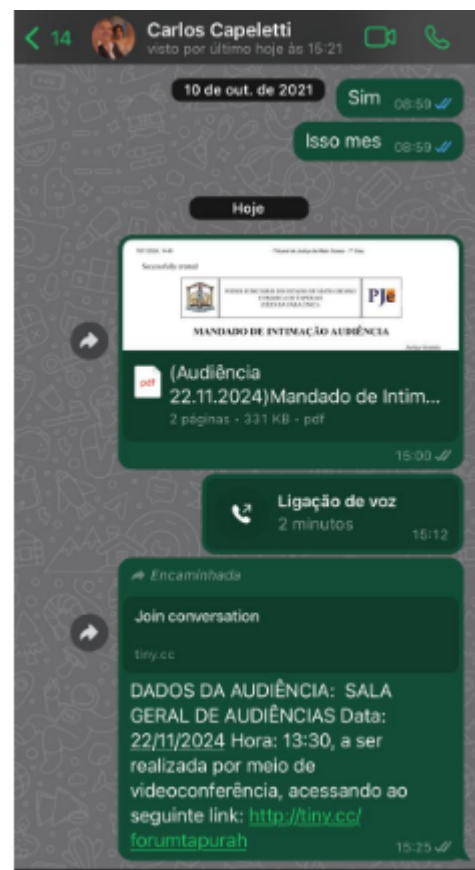 14
Carlos Capeletti
visto por último hoje às 15:21
10 de out. de 2021
Sim 08:59
Isso mes 08:59
Hoje
MANDADO DE INTIMAÇÃO AUDIÊNCIA
PJe
pdf
(Audiência
22.11.2024)Mandado de Intim...
2 páginas • 331 KB • pdf
15:00
Ligação de voz
2 minutos
15:12
Encaminhada
Join conversation
tiny.cc
DADOS DA AUDIÊNCIA: SALA
GERAL DE AUDIÊNCIAS Data:
22/11/2024 Hora: 13:30, a ser
realizada por meio de
videoconferência, acessando ao
seguinte link: http://tiny.cc/
forumtapurah
15:25